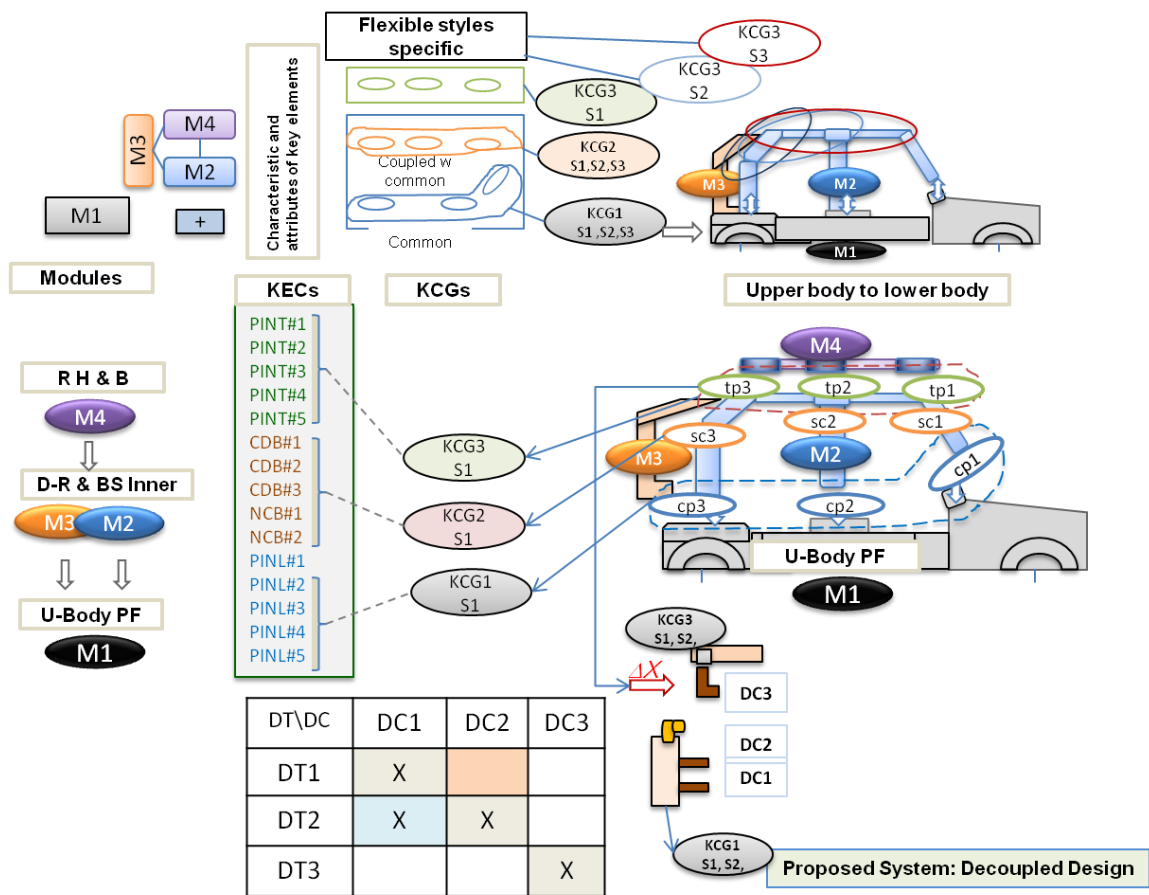 Flexible styles
specific
KCG3
S3
KCG3
S2
KCG3
S1
KCG2
S1,S2,S3
KCG1
S1 ,S2,S3
Coupled w
common
Common
Characteristic and
attributes of key elements
M3
M4
M2
M1
+
M3
M2
M1
Modules
KECs
KCGs
Upper body to lower body
R H & B
M4
D-R & BS Inner
M3
M2
U-Body PF
M1
PINT#1
PINT#2
PINT#3
PINT#4
PINT#5
CDB#1
CDB#2
CDB#3
NCB#1
NCB#2
PINL#1
PINL#2
PINL#3
PINL#4
PINL#5
KCG3
S1
KCG2
S1
KCG1
S1
M4
tp3
tp2
tp1
sc3
sc2
sc1
M3
M2
cp1
cp3
cp2
U-Body PF
M1
KCG3
S1, S2,
ΔX
DC3
DC2
DC1
KCG1
S1, S2,
DT\DC DC1 DC2 DC3
DT1 X
DT2 X X
DT3 X
Proposed System: Decoupled Design